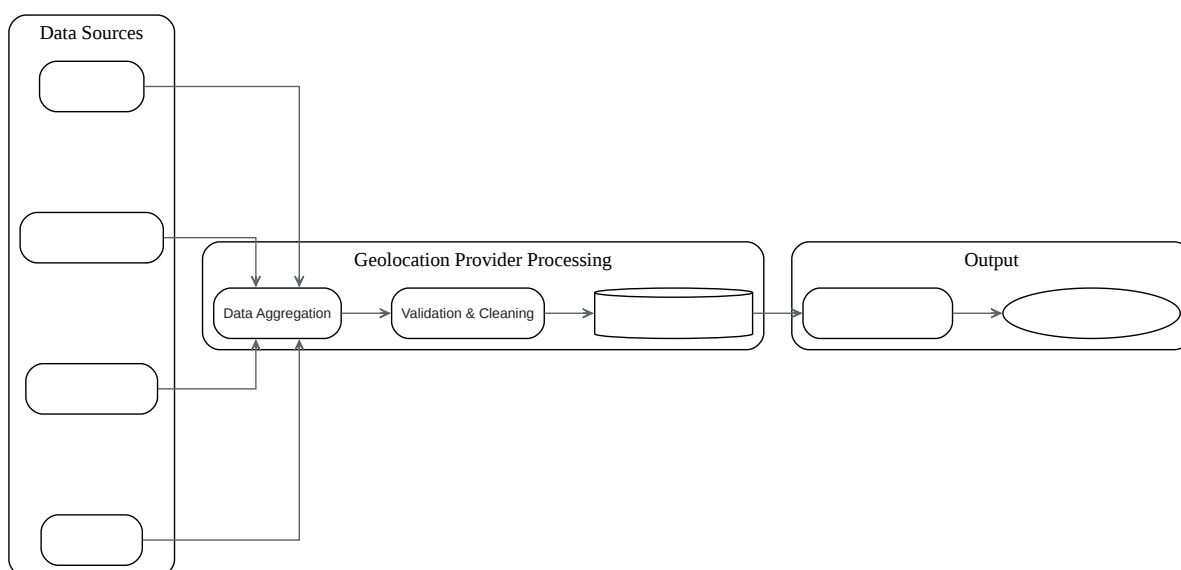 Data Sources
Geolocation Provider Processing
Output
Data Aggregation
Validation & Cleaning